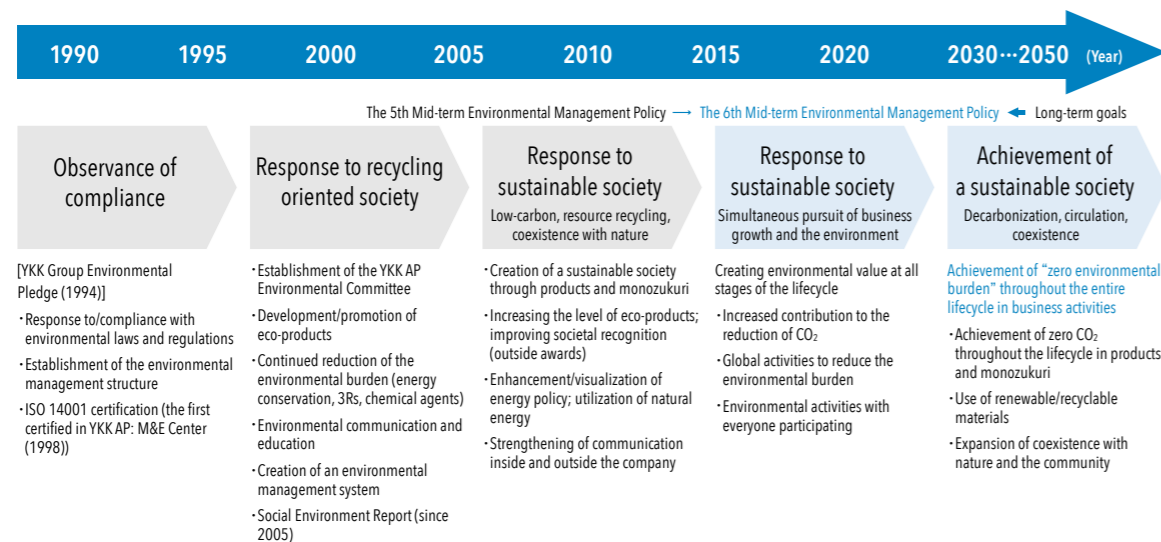 1990 1995 2000 2005 2010 2015 2020 2030···2050 (Year)
The 5th Mid-term Environmental Management Policy → The 6th Mid-term Environmental Management Policy ← Long-term goals
Observance of
compliance
[YKK Group Environmental
Pledge (1994)]
・Response to/compliance with
environmental laws and regulations
・Establishment of the environmental
management structure
・ISO 14001 certification (the first
certified in YKK AP: M&E Center
(1998))
Response to recycling
oriented society
・Establishment of the YKK AP
Environmental Committee
・Development/promotion of
eco-products
・Continued reduction of the
environmental burden (energy
conservation, 3Rs, chemical agents)
・Environmental communication and
education
・Creation of an environmental
management system
・Social Environment Report (since
2005)
Response to
sustainable society
Low-carbon, resource recycling,
coexistence with nature
・Creation of a sustainable society
through products and monozukuri
・Increasing the level of eco-products;
improving societal recognition
(outside awards)
・Enhancement/visualization of
energy policy; utilization of natural
energy
・Strengthening of communication
inside and outside the company
Response to
sustainable society
Simultaneous pursuit of business
growth and the environment
Creating environmental value at all
stages of the lifecycle
・Increased contribution to the
reduction of CO₂
・Global activities to reduce the
environmental burden
・Environmental activities with
everyone participating
Achievement of
a sustainable society
Decarbonization, circulation,
coexistence
Achievement of “zero environmental
burden” throughout the entire
lifecycle in business activities
・Achievement of zero CO₂
throughout the lifecycle in products
and monozukuri
・Use of renewable/recyclable
materials
・Expansion of coexistence with
nature and the community